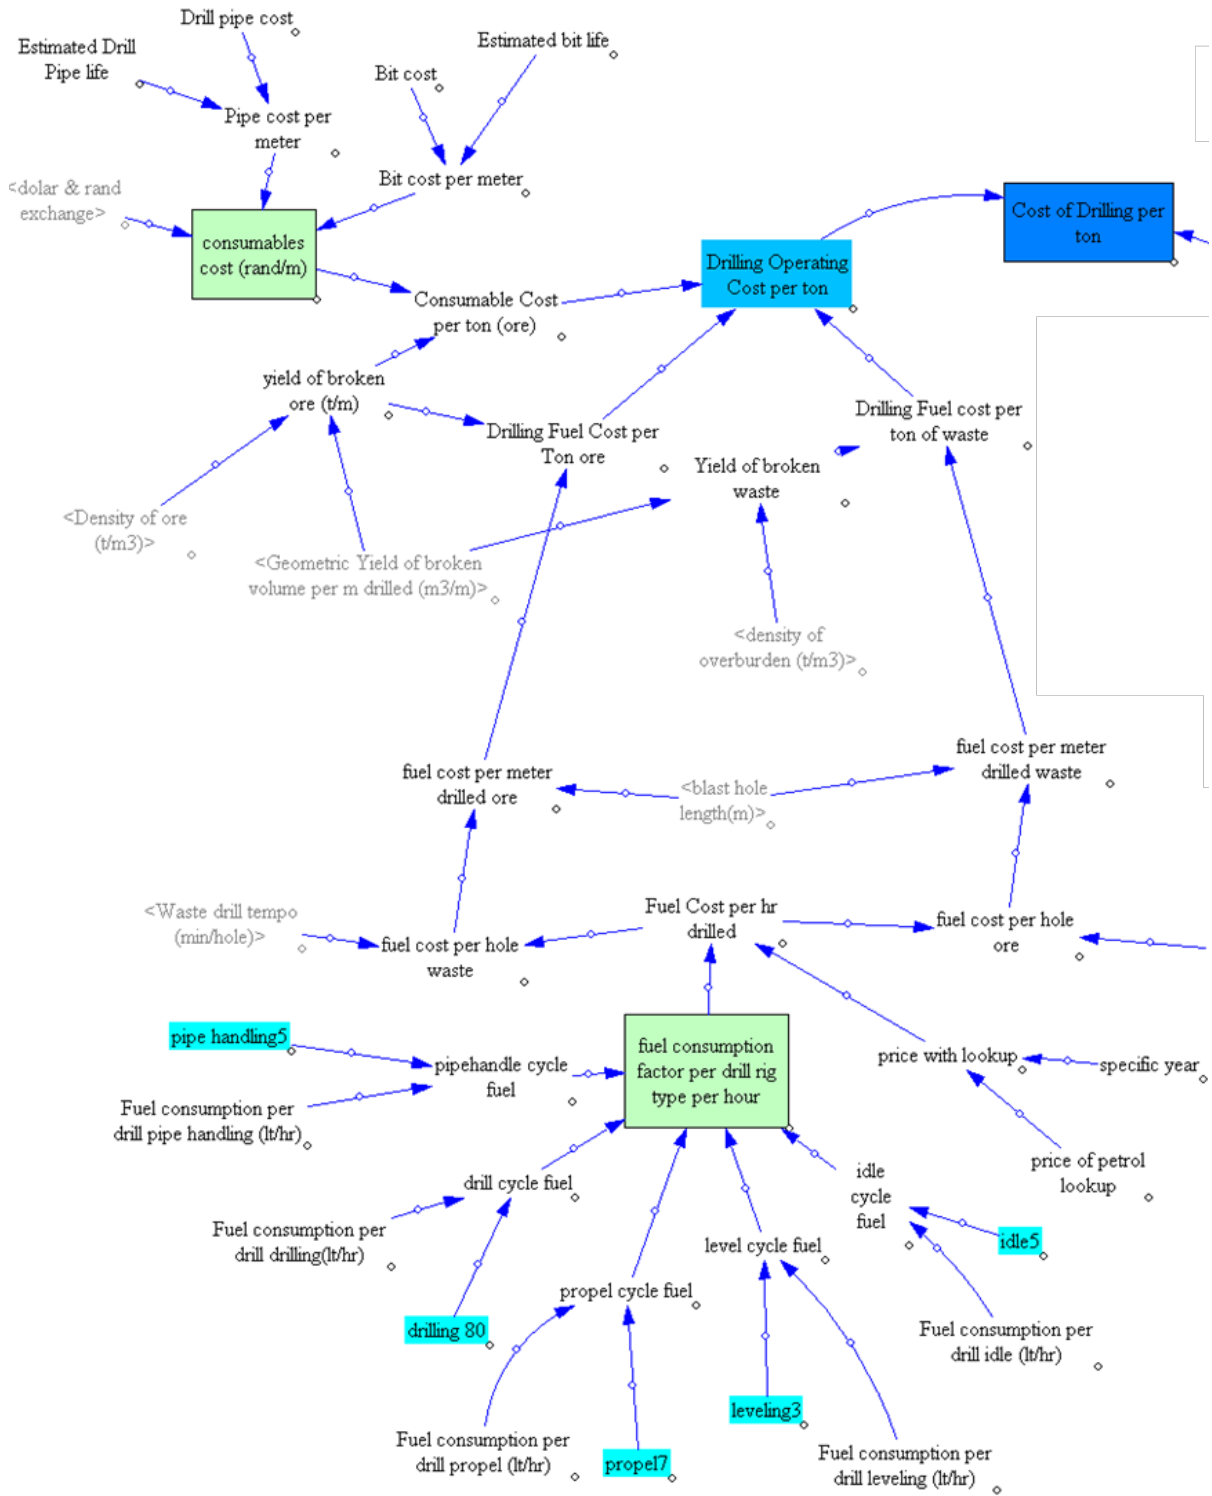 Drill pipe cost
Estimated Drill
Pipe life
Estimated bit life
Bit cost
Pipe cost per
meter
Bit cost per meter
<dolar & rand
exchange>
consumables
cost (rand/m)
Cost of Drilling per
ton
Drilling Operating
Cost per ton
Consumable Cost
per ton (ore)
yield of broken
ore (t/m)
Drilling Fuel Cost per
Ton ore
Drilling Fuel cost per
ton of waste
Yield of broken
waste
<Density of ore
(t/m3)>
<Geometric Yield of broken
volume per m drilled (m3/m)>
<density of
overburden (t/m3)>
fuel cost per meter
drilled ore
<blast hole
length(m)>
fuel cost per meter
drilled waste
<Waste drill tempo
(min/hole)>
fuel cost per hole
waste
Fuel Cost per hr
drilled
fuel cost per hole
ore
pipe handling5
pipehandle cycle
fuel
fuel consumption
factor per drill rig
type per hour
price with lookup
specific year
Fuel consumption per
drill pipe handling (lt/hr)
price of petrol
lookup
drill cycle fuel
idle
cycle
fuel
Fuel consumption per
drill drilling(lt/hr)
level cycle fuel
idle5
propel cycle fuel
drilling 80
Fuel consumption per
drill idle (lt/hr)
leveling3
Fuel consumption per
drill propel (lt/hr)
propel7
Fuel consumption per
drill leveling (lt/hr)